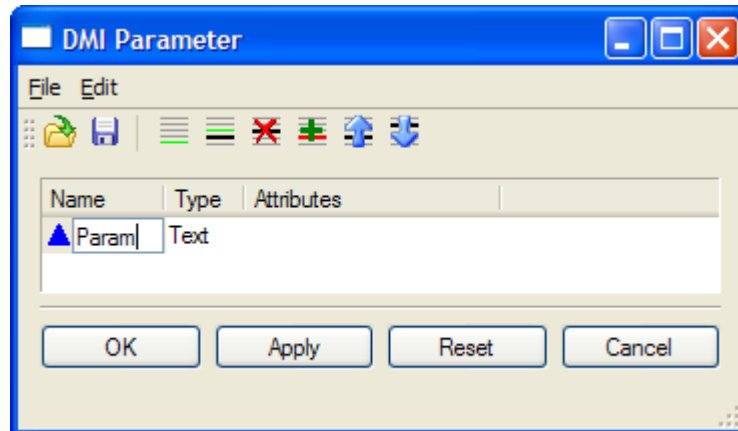 DMI Parameter
File Edit
Name Type Attributes
Param Text
OK Apply Reset Cancel